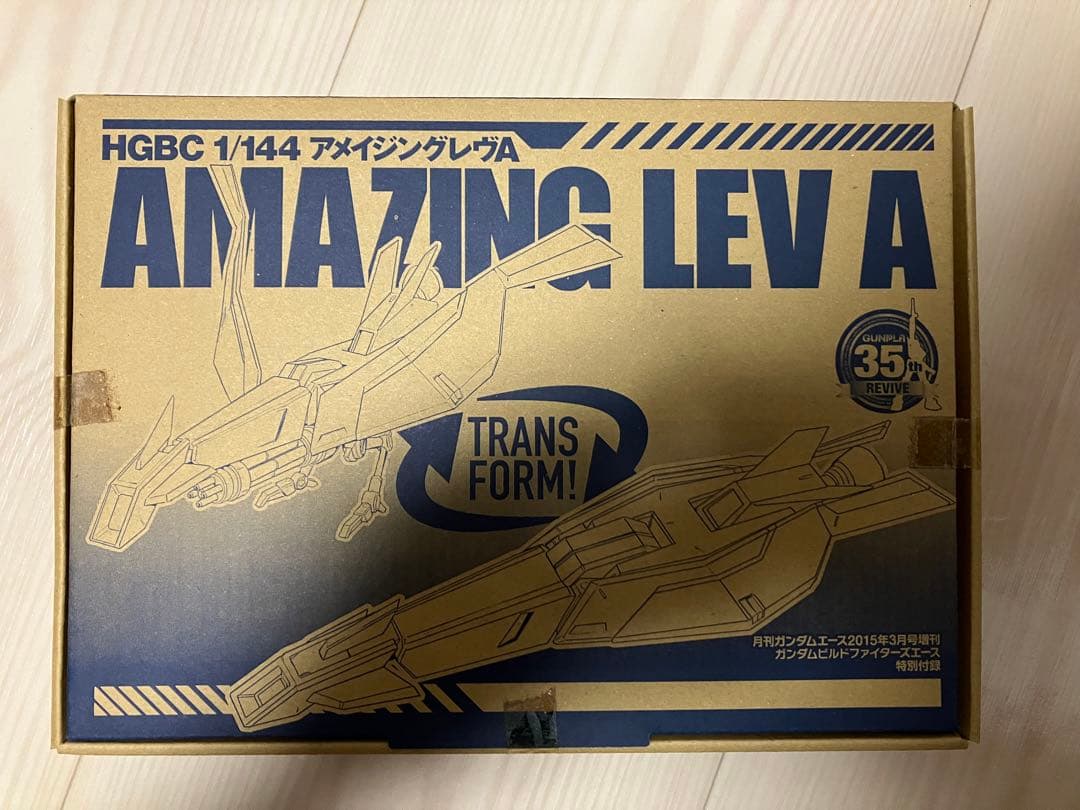 HGBC 1/144 アメイジングレヴA
AMAZING LEV A
GUNPLA
35th
REVIVE
TRANS
FORM!
月刊ガンダムエース2015年3月号増刊
ガンダムビルドファイターズエース
特別付録